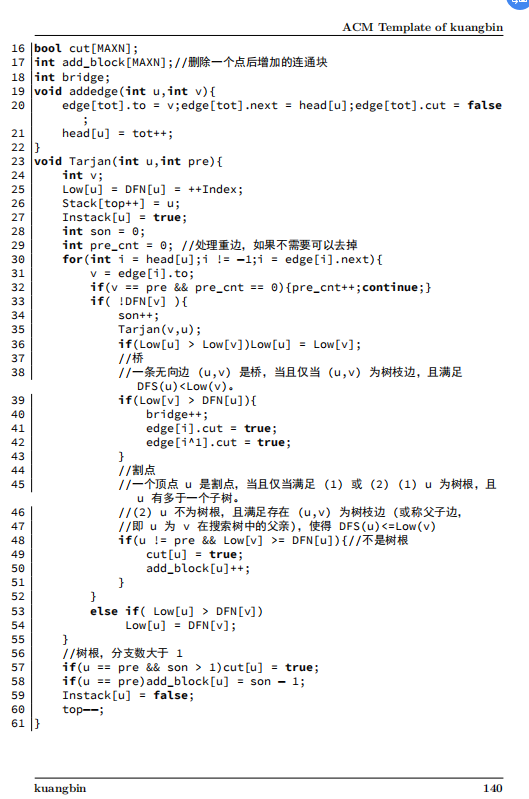 ACM Template of kuangbin
16 bool cut[MAXN];
17 int add_block[MAXN];//删除一个点后增加的连通块
18 int bridge;
19 void addedge(int u,int v){
20     edge[tot].to = v;edge[tot].next = head[u];edge[tot].cut = false
        ;
21     head[u] = tot++;
22 }
23 void Tarjan(int u,int pre){
24     int v;
25     Low[u] = DFN[u] = ++Index;
26     Stack[top++] = u;
27     Instack[u] = true;
28     int son = 0;
29     int pre_cnt = 0; //处理重边，如果不需要可以去掉
30     for(int i = head[u];i != −1;i = edge[i].next){
31         v = edge[i].to;
32         if(v == pre && pre_cnt == 0){pre_cnt++;continue;}
33         if( !DFN[v] ){
34             son++;
35             Tarjan(v,u);
36             if(Low[u] > Low[v])Low[u] = Low[v];
37             //桥
38             //一条无向边 (u,v) 是桥，当且仅当 (u,v) 为树枝边，且满足
                DFS(u)<Low(v)。
39             if(Low[v] > DFN[u]){
40                 bridge++;
41                 edge[i].cut = true;
42                 edge[i^1].cut = true;
43             }
44             //割点
45             //一个顶点 u 是割点，当且仅当满足 (1) 或 (2) (1) u 为树根，且
                u 有多于一个子树。
46             //(2) u 不为树根，且满足存在 (u,v) 为树枝边 (或称父子边，
47             //即 u 为 v 在搜索树中的父亲)，使得 DFS(u)<=Low(v)
48             if(u != pre && Low[v] >= DFN[u]){//不是树根
49                 cut[u] = true;
50                 add_block[u]++;
51             }
52         }
53         else if( Low[u] > DFN[v])
54              Low[u] = DFN[v];
55     }
56     //树根，分支数大于 1
57     if(u == pre && son > 1)cut[u] = true;
58     if(u == pre)add_block[u] = son − 1;
59     Instack[u] = false;
60     top−−;
61 }
kuangbin 140